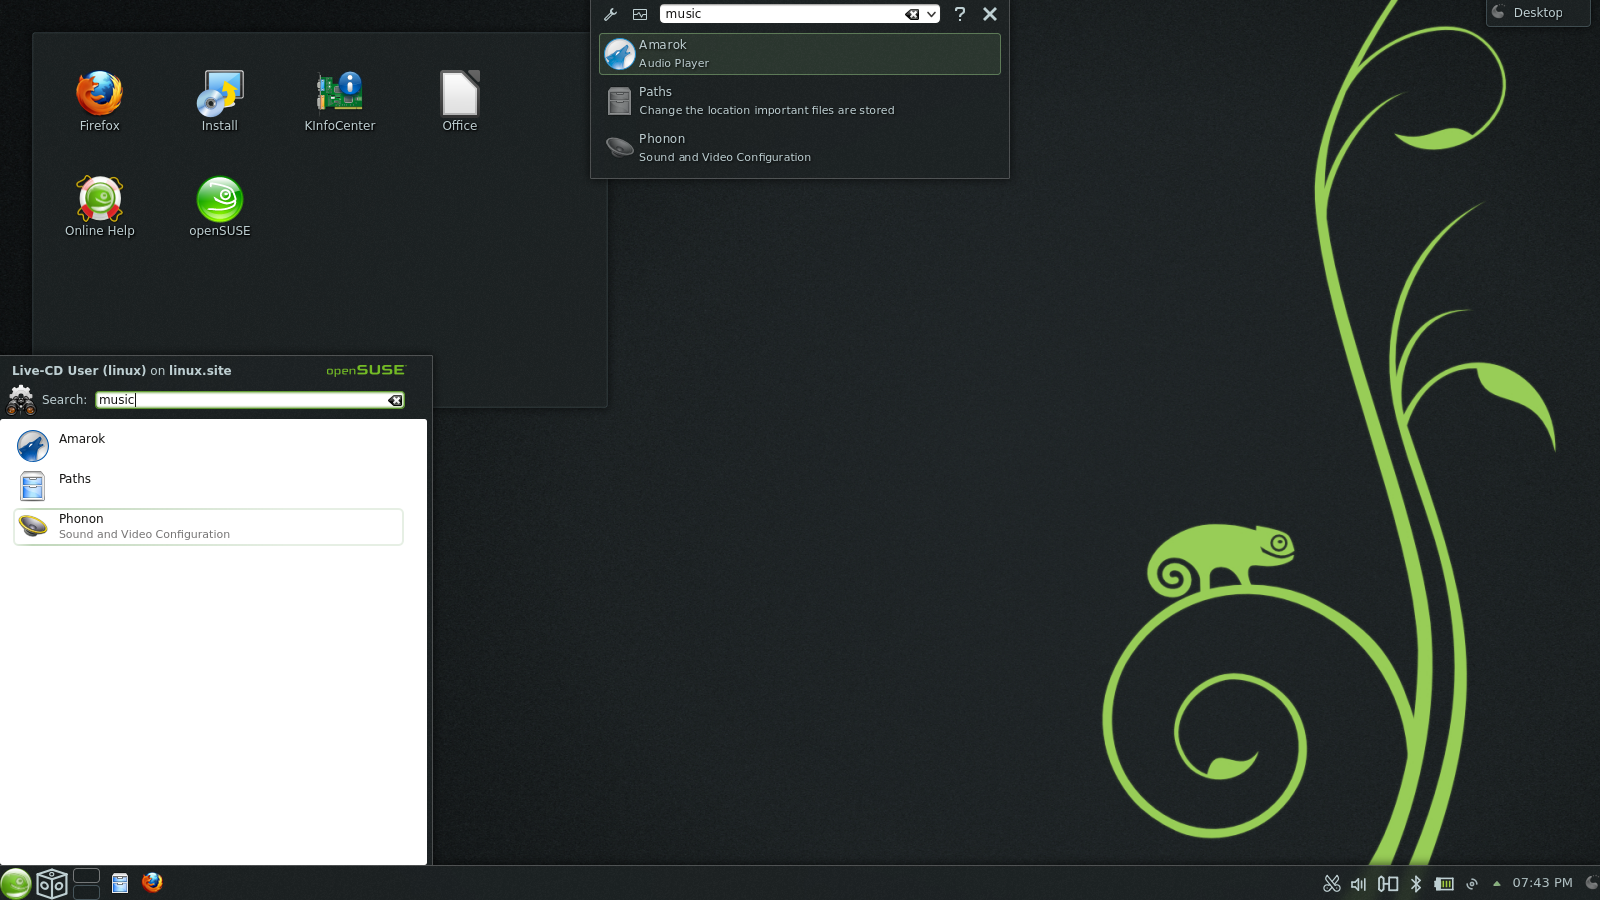 music
Desktop
Amarok
Audio Player
Paths
Change the location important files are stored
Phonon
Sound and Video Configuration
Firefox
Install
KInfoCenter
Office
Online Help
openSUSE
Live-CD User (linux) on linux.site
openSUSE
Search: music
Amarok
Paths
Phonon
Sound and Video Configuration
07:43 PM